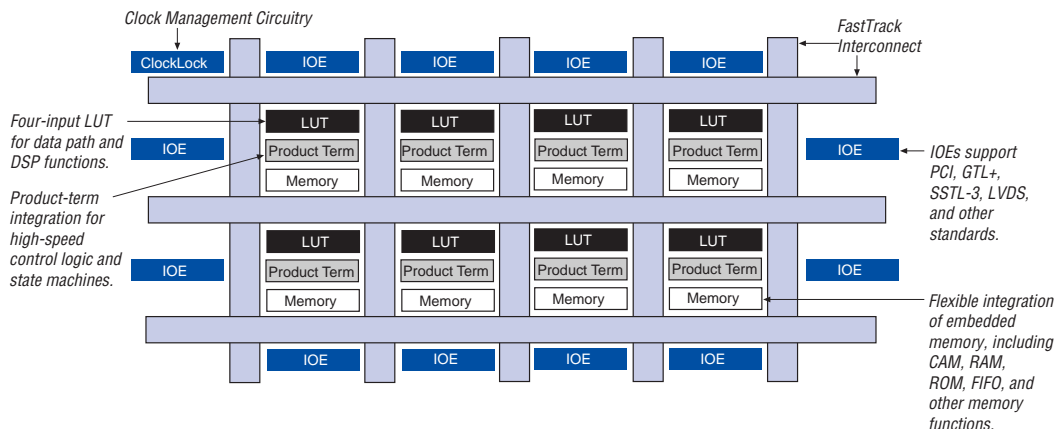 Clock Management Circuitry
FastTrack
Interconnect
ClockLock
IOE
IOE
IOE
IOE
Four-input LUT
for data path and
DSP functions.
LUT
LUT
LUT
LUT
IOE
Product Term
Product Term
Product Term
Product Term
IOE
Memory
Memory
Memory
Memory
IOEs support
PCI, GTL+,
SSTL-3, LVDS,
and other
standards.
Product-term
integration for
high-speed
control logic and
state machines.
LUT
LUT
LUT
LUT
IOE
Product Term
Product Term
Product Term
Product Term
IOE
Memory
Memory
Memory
Memory
Flexible integration
of embedded
memory, including
CAM, RAM,
ROM, FIFO, and
other memory
functions.
IOE
IOE
IOE
IOE